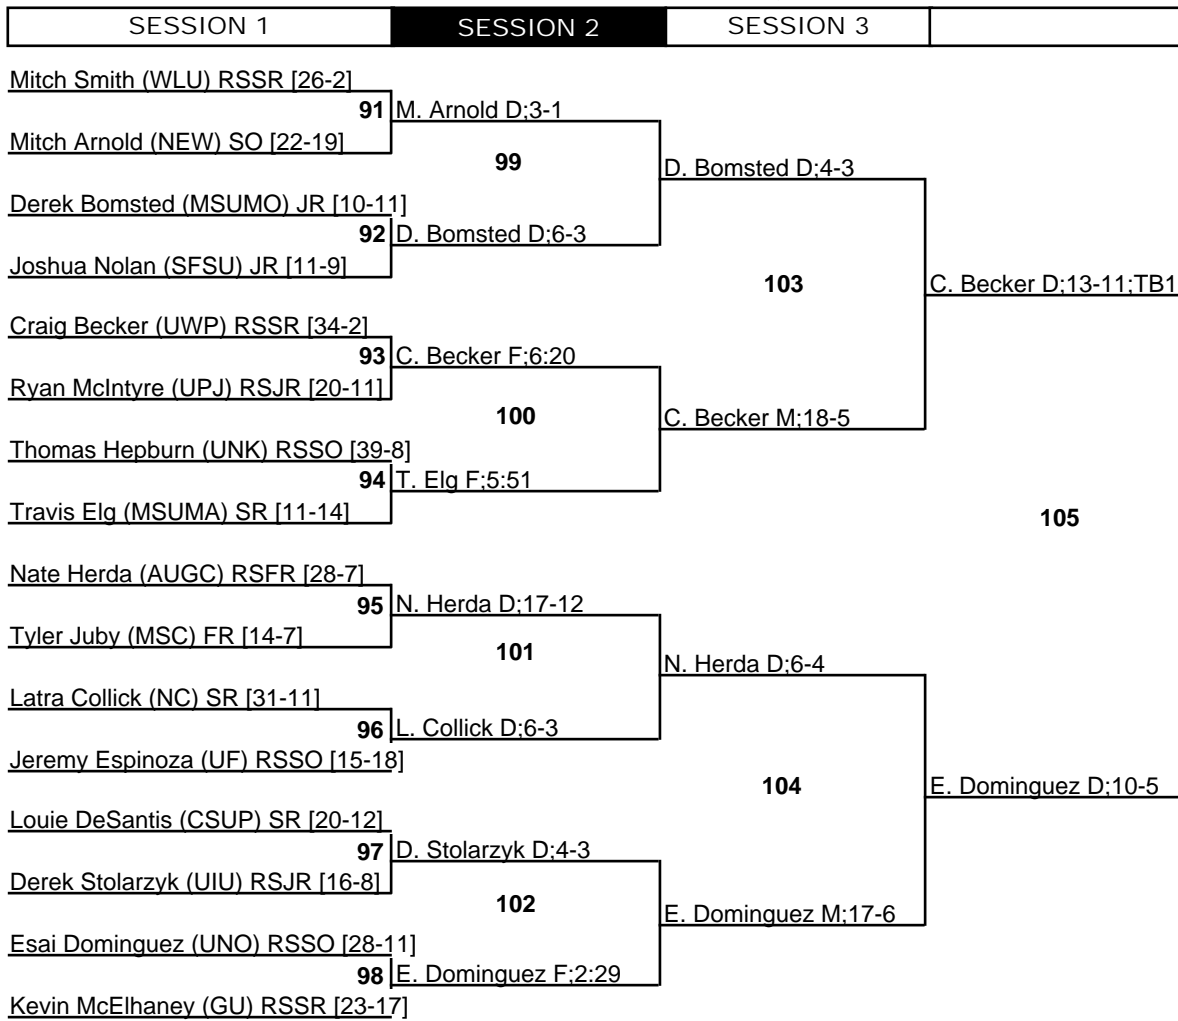 SESSION 1 SESSION 2 SESSION 3
Mitch Smith (WLU) RSSR [26-2]
91 M. Arnold D;3-1
Mitch Arnold (NEW) SO [22-19]
99
D. Bomsted D;4-3
Derek Bomsted (MSUMO) JR [10-11]
92 D. Bomsted D;6-3
Joshua Nolan (SFSU) JR [11-9]
103
C. Becker D;13-11;TB1
Craig Becker (UWP) RSSR [34-2]
93 C. Becker F;6:20
Ryan McIntyre (UPJ) RSJR [20-11]
100
C. Becker M;18-5
Thomas Hepburn (UNK) RSSO [39-8]
94 T. Elg F;5:51
Travis Elg (MSUMA) SR [11-14]
105
Nate Herda (AUGC) RSFR [28-7]
95 N. Herda D;17-12
Tyler Juby (MSC) FR [14-7]
101
N. Herda D;6-4
Latra Collick (NC) SR [31-11]
96 L. Collick D;6-3
Jeremy Espinoza (UF) RSSO [15-18]
104
E. Dominguez D;10-5
Louie DeSantis (CSUP) SR [20-12]
97 D. Stolarzyk D;4-3
Derek Stolarzyk (UIU) RSJR [16-8]
102
E. Dominguez M;17-6
Esai Dominguez (UNO) RSSO [28-11]
98 E. Dominguez F;2:29
Kevin McElhaney (GU) RSSR [23-17]